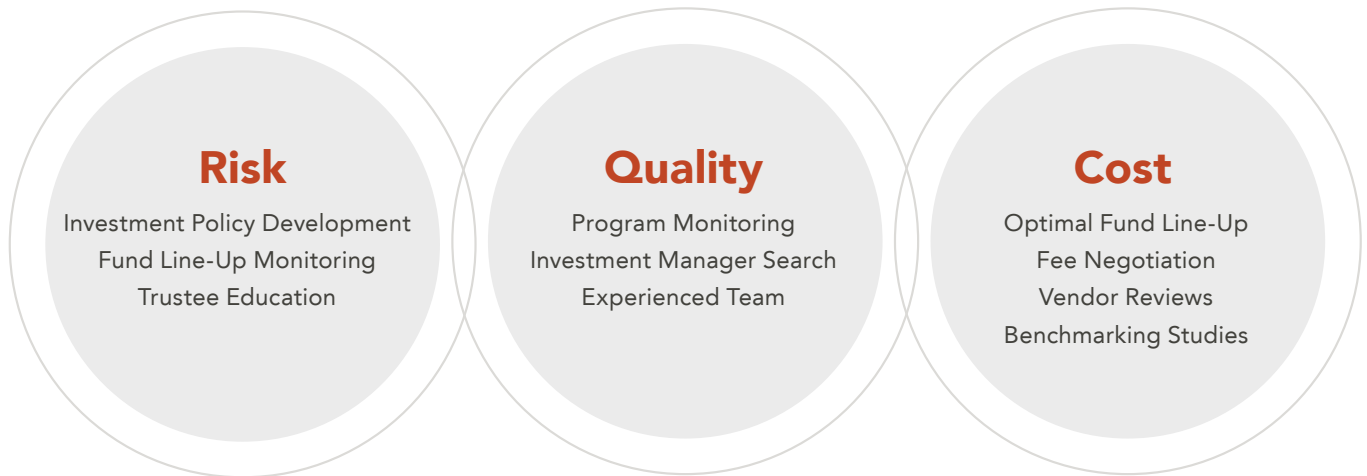 Risk
Investment Policy Development
Fund Line-Up Monitoring
Trustee Education
Quality
Program Monitoring
Investment Manager Search
Experienced Team
Cost
Optimal Fund Line-Up
Fee Negotiation
Vendor Reviews
Benchmarking Studies